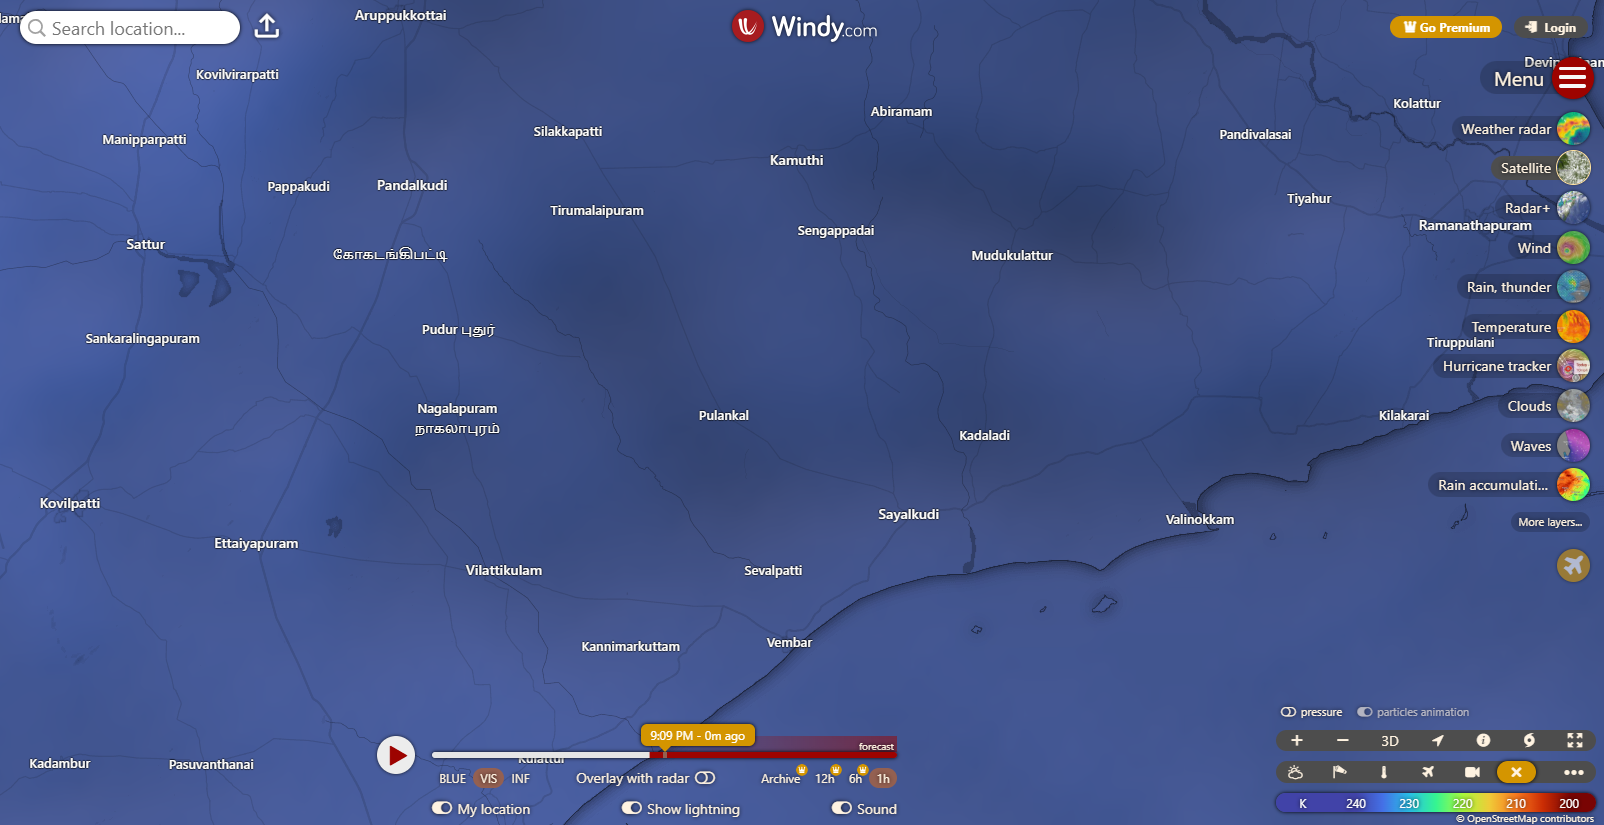 Aruppukkottai
Search location...
Windy.com
Go Premium
Login
Kovilvirarpatti
Menu
Abiramam
Kolattur
Manipparpatti
Silakkapatti
Pandivalasai
Weather radar
Kamuthi
Satellite
Pappakudi
Pandalkudi
Tirumalaipuram
Tiyahur
Radar+
Sengappadai
Ramanathapuram
Sattur
கோகடங்கிபட்டி
Mudukulattur
Wind
Rain, thunder
Pudur புதூர்
Temperature
Sankaralingapuram
Tiruppulani
Hurricane tracker
Nagalapuram
நாகலாபுரம்
Pulankal
Kilakarai
Clouds
Kadaladi
Waves
Rain accumulati...
Kovilpatti
Sayalkudi
Valinokkam
More layers...
Ettaiyapuram
Vilattikulam
Sevalpatti
Kannimarkuttam
Vembar
pressure
particles animation
9:09 PM - 0m ago
forecast
3D
Kadambur
Pasuvanthanai
BLUE VIS INF
Overlay with radar
Archive 12h 6h 1h
My location
Show lightning
Sound
K 240 230 220 210 200
© OpenStreetMap contributors